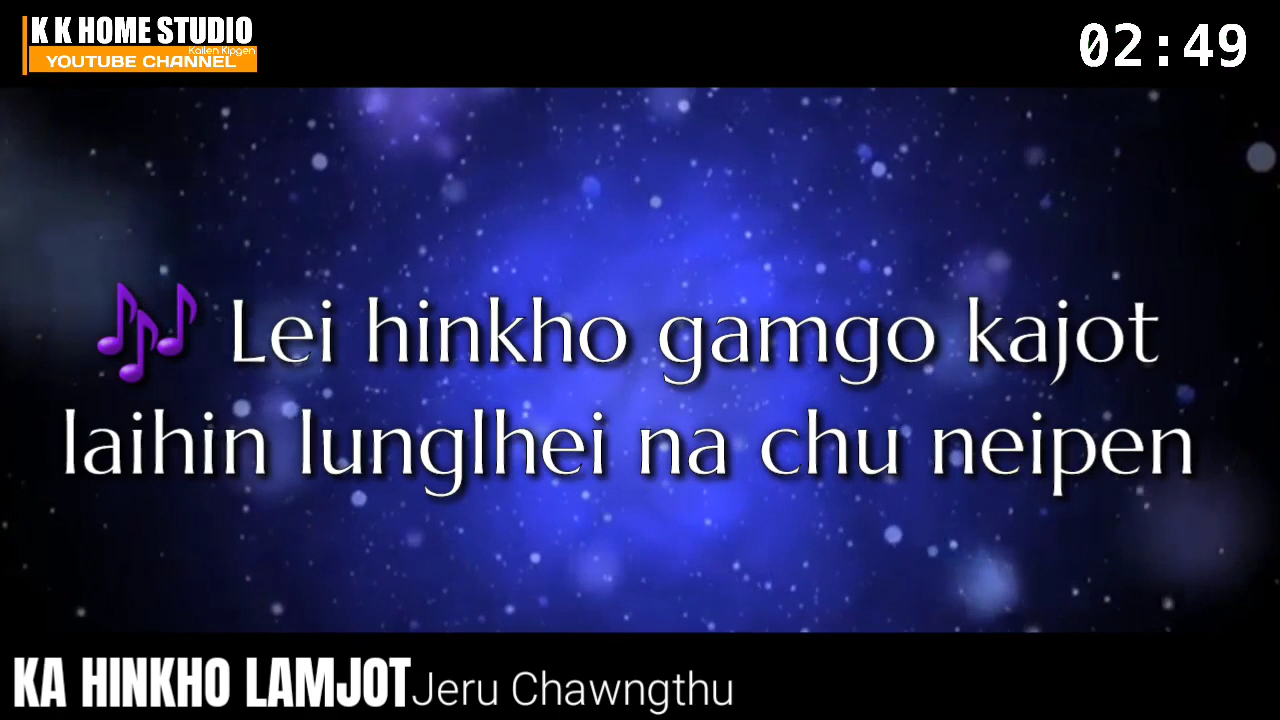 K K HOME STUDIO
Kailen Kipgen
YOUTUBE CHANNEL
02:49
🎶 Lei hinkho gamgo kajot
laihin lunglhei na chu neipen
KA HINKHO LAMJOT Jeru Chawngthu